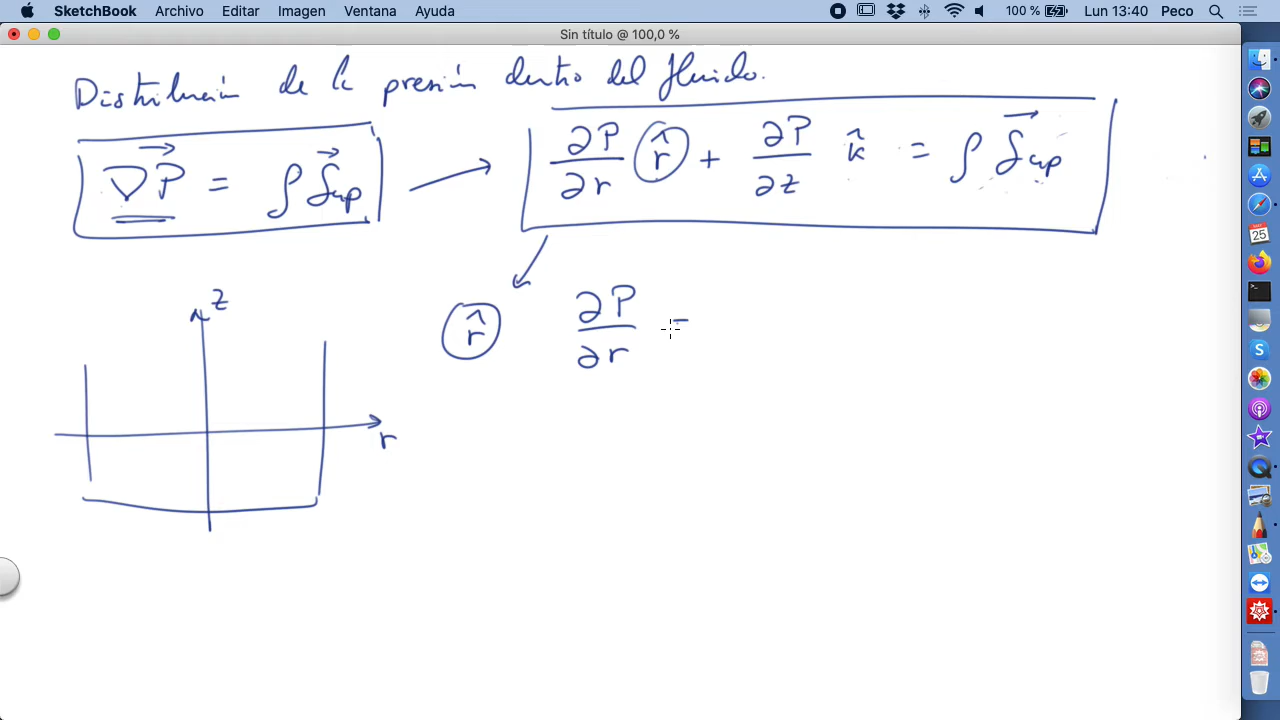 SketchBook Archivo Editar Imagen Ventana Ayuda 100 % Lun 13:40 Peco
Sin título @ 100,0 %
Distribución de la presión dentro del fluido.
∇P⃗ = ρ g⃗ap → ∂P/∂r r̂ + ∂P/∂z k̂ = ρ g⃗ap
z
r̂ ∂P/∂r =
r
25